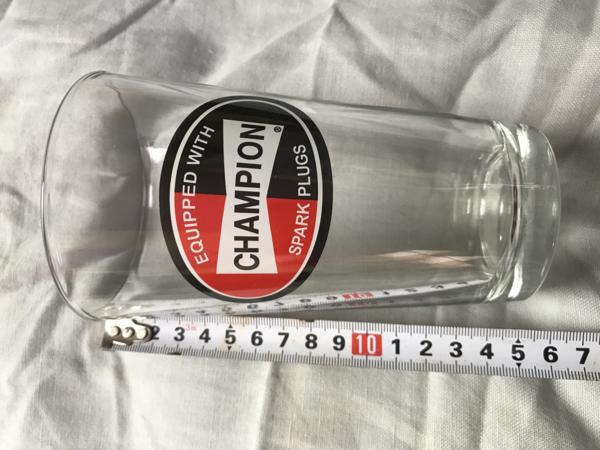 EQUIPPED WITH
CHAMPION®
SPARK PLUGS
2 3 4 5 6 7 8 9 10 1 2 3 4 5 6 7